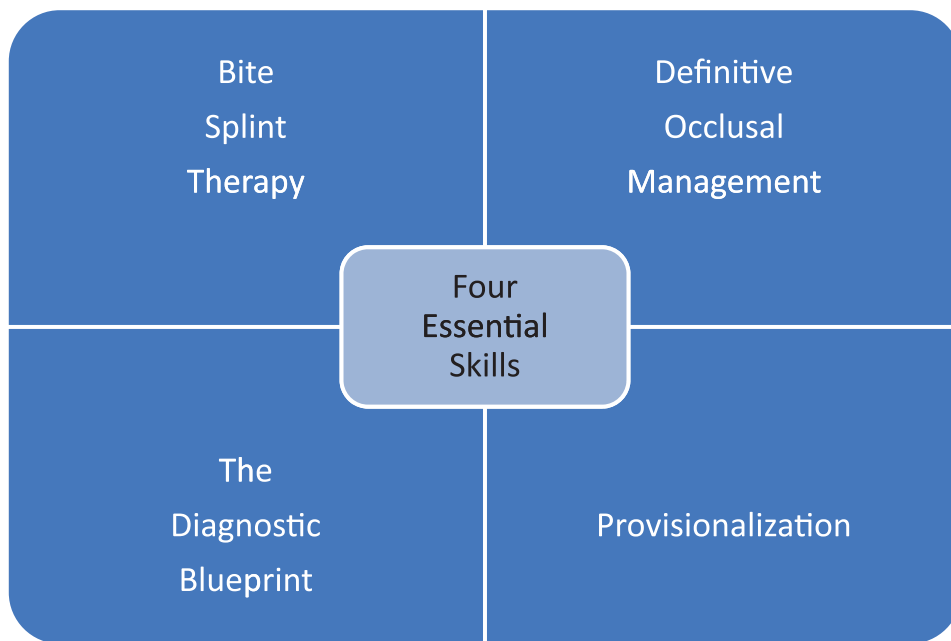 Bite
Splint
Therapy
Definitive
Occlusal
Management
Four
Essential
Skills
The
Diagnostic
Blueprint
Provisionalization